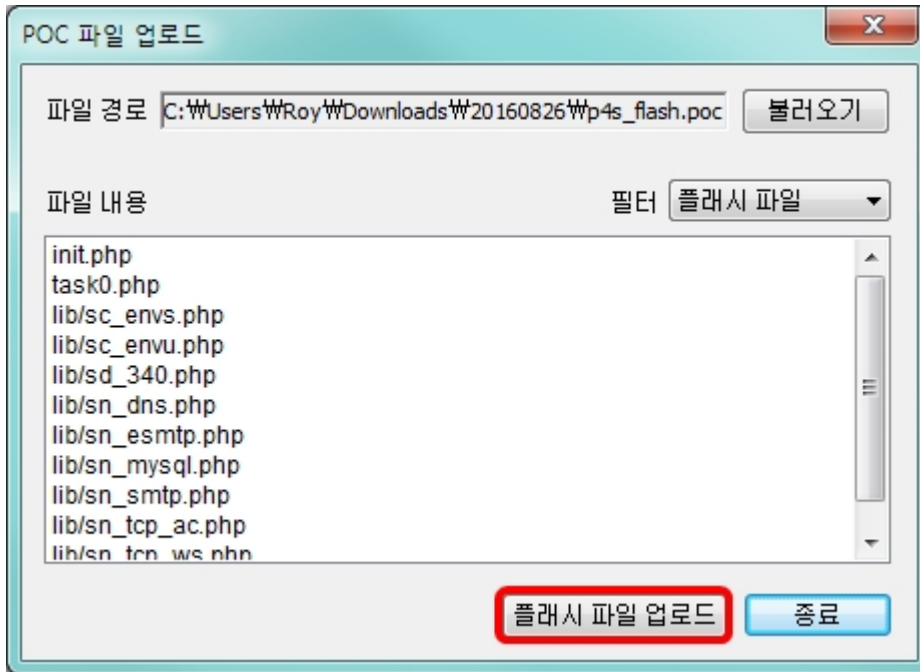 POC 파일 업로드
파일 경로 C:₩Users₩Roy₩Downloads₩20160826₩p4s_flash.poc 불러오기
파일 내용 필터 플래시 파일
init.php
task0.php
lib/sc_envs.php
lib/sc_envu.php
lib/sd_340.php
lib/sn_dns.php
lib/sn_esmtp.php
lib/sn_mysql.php
lib/sn_smtp.php
lib/sn_tcp_ac.php
lib/sn_tcp_ws.php
플래시 파일 업로드 종료